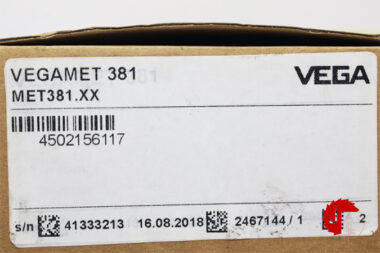 VEGAMET 381
VEGA
MET381.XX
4502156117
s/n 41333213 16.08.2018 2467144 / 1 2